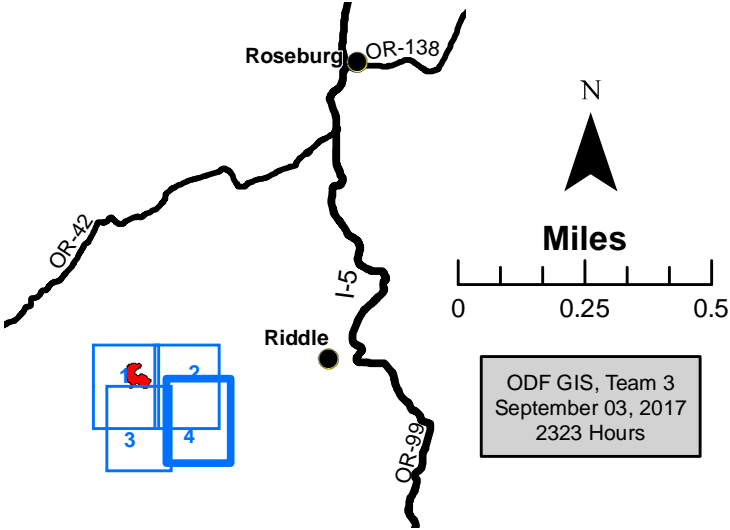 Roseburg
OR-138
N
OR-42
Miles
I-5
0 0.25 0.5
Riddle
1 2
3 4
ODF GIS, Team 3
September 03, 2017
2323 Hours
OR-99